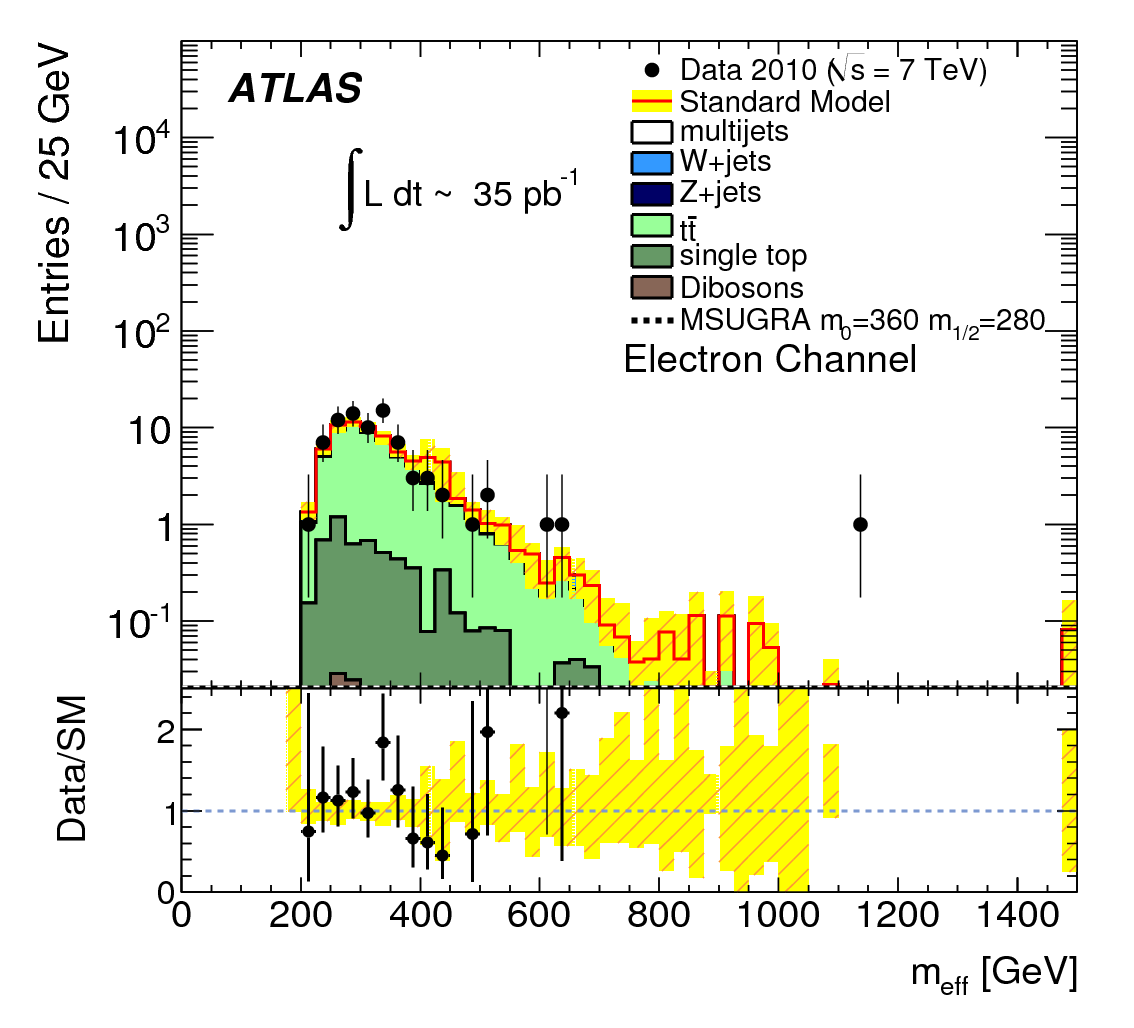 Entries / 25 GeV
ATLAS
∫L dt ~ 35 pb⁻¹
Data 2010 (√s = 7 TeV)
Standard Model
multijets
W+jets
Z+jets
tt̄
single top
Dibosons
MSUGRA m₀=360 m₁/₂=280
Electron Channel
10⁴
10³
10²
10
1
10⁻¹
Data/SM
2
1
0
0 200 400 600 800 1000 1200 1400
m_eff [GeV]